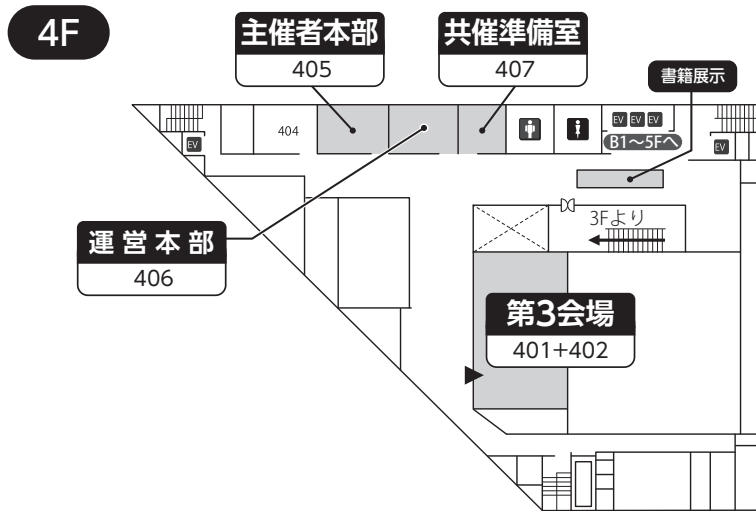 4F
主催者本部
405
共催準備室
407
書籍展示
404
EV EV EV
EV
EV
B1〜5Fへ
3Fより
運営本部
406
第3会場
401+402